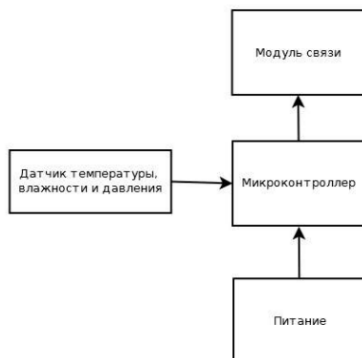 Модуль связи
Датчик температуры,
влажности и давления
Микроконтроллер
Питание